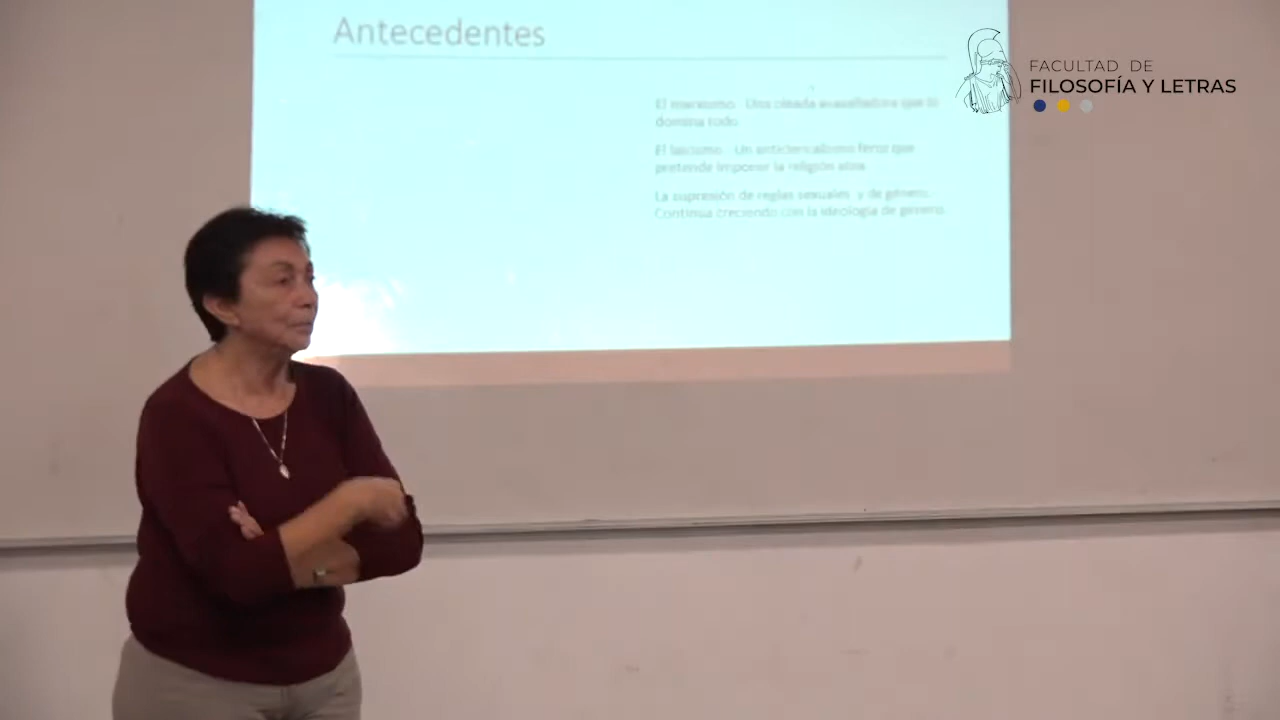 Antecedentes
FACULTAD DE
FILOSOFÍA Y LETRAS
El marxismo.- Una oleada avasalladora que lo
domina todo.
El laicismo.- Un anticlericalismo feroz que
pretende imponer la religión atea.
La supresión de reglas sexuales y de género.-
Continua creciendo con la ideología de género.